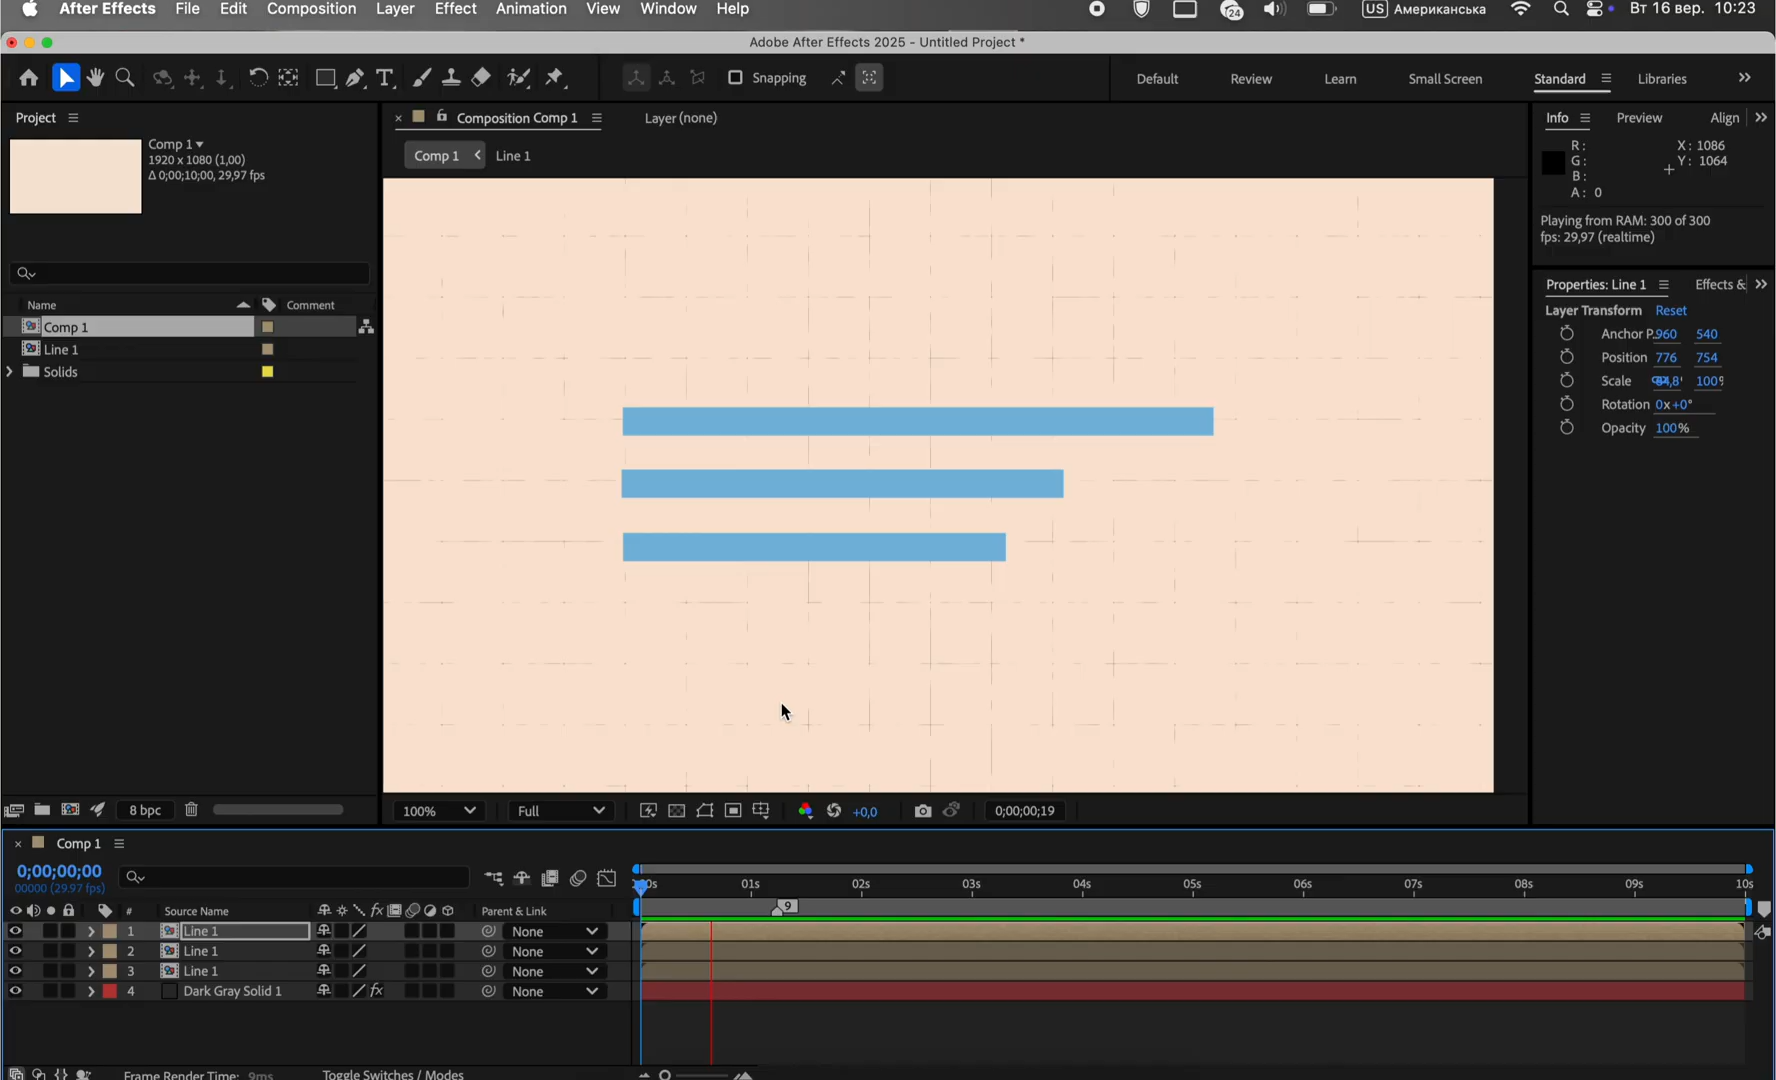 After Effects File Edit Composition Layer Effect Animation View Window Help 24 US Американська Вт 16 вер. 10:23
Adobe After Effects 2025 - Untitled Project *
Snapping Default Review Learn Small Screen Standard Libraries
Project
Comp 1
1920 x 1080 (1,00)
Δ 0;00;10;00, 29,97 fps
Name Comment
Comp 1
Line 1
Solids
8 bpc
Composition Comp 1 Layer (none)
Comp 1 Line 1
100% Full +0,0 0;00;00;19
Info Preview Align
R: X: 1086
G: Y: 1064
B:
A: 0
Playing from RAM: 300 of 300
fps: 29,97 (realtime)
Properties: Line 1 Effects &
Layer Transform Reset
Anchor P 960 540
Position 776 754
Scale 100%
Rotation 0x+0°
Opacity 100%
Comp 1
0;00;00;00
00000 (29.97 fps)
01s 02s 03s 04s 05s 06s 07s 08s 09s 10s
9
# Source Name fx Parent & Link
1 Line 1 None
2 Line 1 None
3 Line 1 None
4 Dark Gray Solid 1 fx None
Frame Render Time: 9ms Toggle Switches / Modes